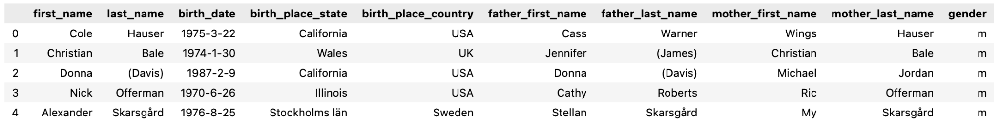 first_name last_name birth_date birth_place_state birth_place_country father_first_name father_last_name mother_first_name mother_last_name gender
0 Cole Hauser 1975-3-22 California USA Cass Warner Wings Hauser m
1 Christian Bale 1974-1-30 Wales UK Jennifer (James) Christian Bale m
2 Donna (Davis) 1987-2-9 California USA Donna (Davis) Michael Jordan m
3 Nick Offerman 1970-6-26 Illinois USA Cathy Roberts Ric Offerman m
4 Alexander Skarsgård 1976-8-25 Stockholms län Sweden Stellan Skarsgård My Skarsgård m